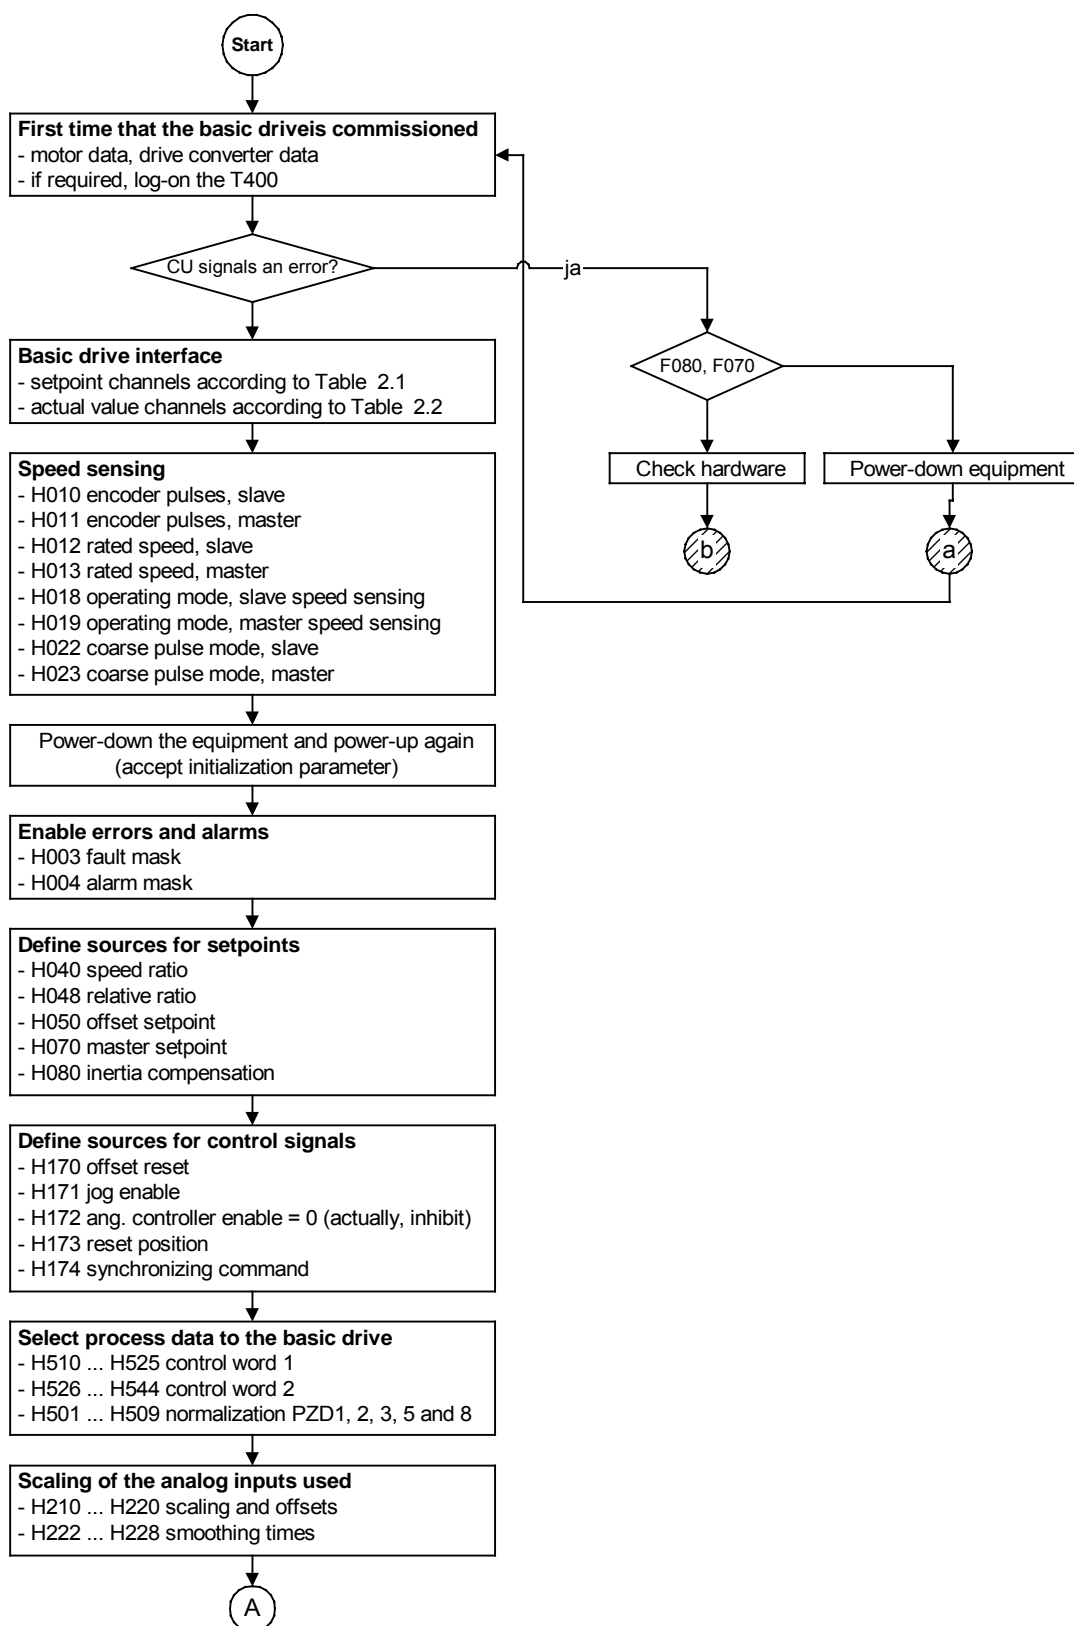 Start
First time that the basic driveis commissioned
- motor data, drive converter data
- if required, log-on the T400
CU signals an error?
ja
F080, F070
Check hardware
Power-down equipment
b
a
Basic drive interface
- setpoint channels according to Table 2.1
- actual value channels according to Table 2.2
Speed sensing
- H010 encoder pulses, slave
- H011 encoder pulses, master
- H012 rated speed, slave
- H013 rated speed, master
- H018 operating mode, slave speed sensing
- H019 operating mode, master speed sensing
- H022 coarse pulse mode, slave
- H023 coarse pulse mode, master
Power-down the equipment and power-up again
(accept initialization parameter)
Enable errors and alarms
- H003 fault mask
- H004 alarm mask
Define sources for setpoints
- H040 speed ratio
- H048 relative ratio
- H050 offset setpoint
- H070 master setpoint
- H080 inertia compensation
Define sources for control signals
- H170 offset reset
- H171 jog enable
- H172 ang. controller enable = 0 (actually, inhibit)
- H173 reset position
- H174 synchronizing command
Select process data to the basic drive
- H510 ... H525 control word 1
- H526 ... H544 control word 2
- H501 ... H509 normalization PZD1, 2, 3, 5 and 8
Scaling of the analog inputs used
- H210 ... H220 scaling and offsets
- H222 ... H228 smoothing times
A